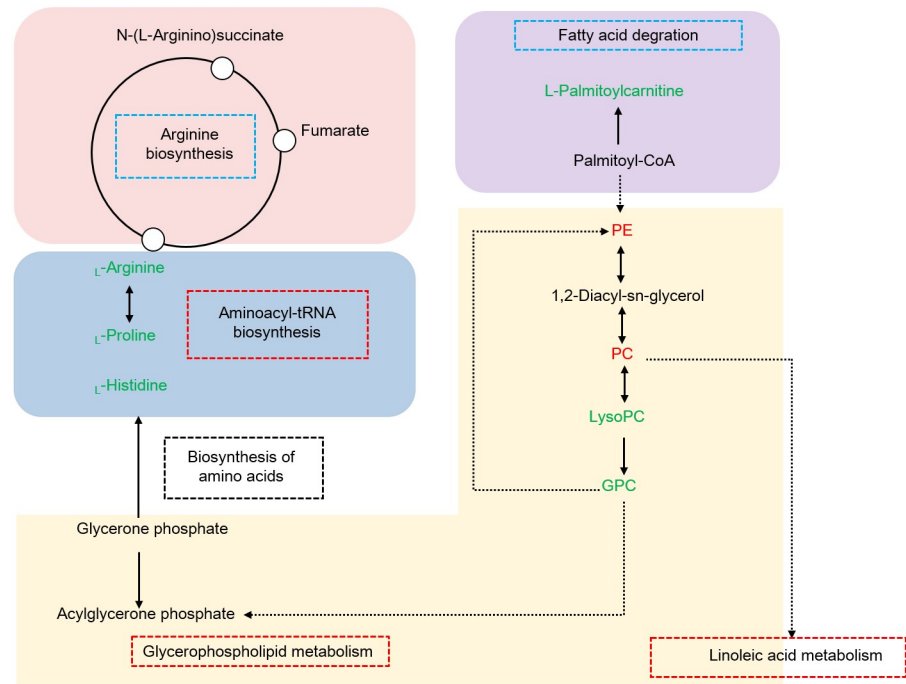 N-(L-Arginino)succinate
Arginine
biosynthesis
Fumarate
L-Arginine
L-Proline
L-Histidine
Aminoacyl-tRNA
biosynthesis
Biosynthesis of
amino acids
Glycerone phosphate
Acylglycerone phosphate
Glycerophospholipid metabolism
Fatty acid degration
L-Palmitoylcarnitine
Palmitoyl-CoA
PE
1,2-Diacyl-sn-glycerol
PC
LysoPC
GPC
Linoleic acid metabolism